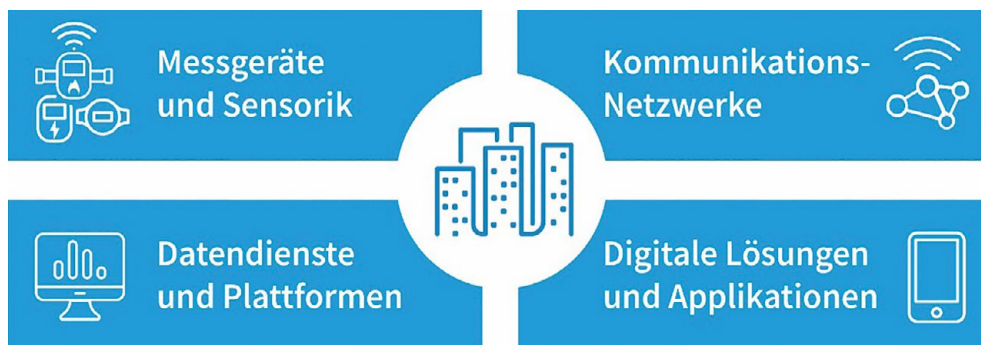 Messgeräte
und Sensorik
Kommunikations-
Netzwerke
Datendienste
und Plattformen
Digitale Lösungen
und Applikationen